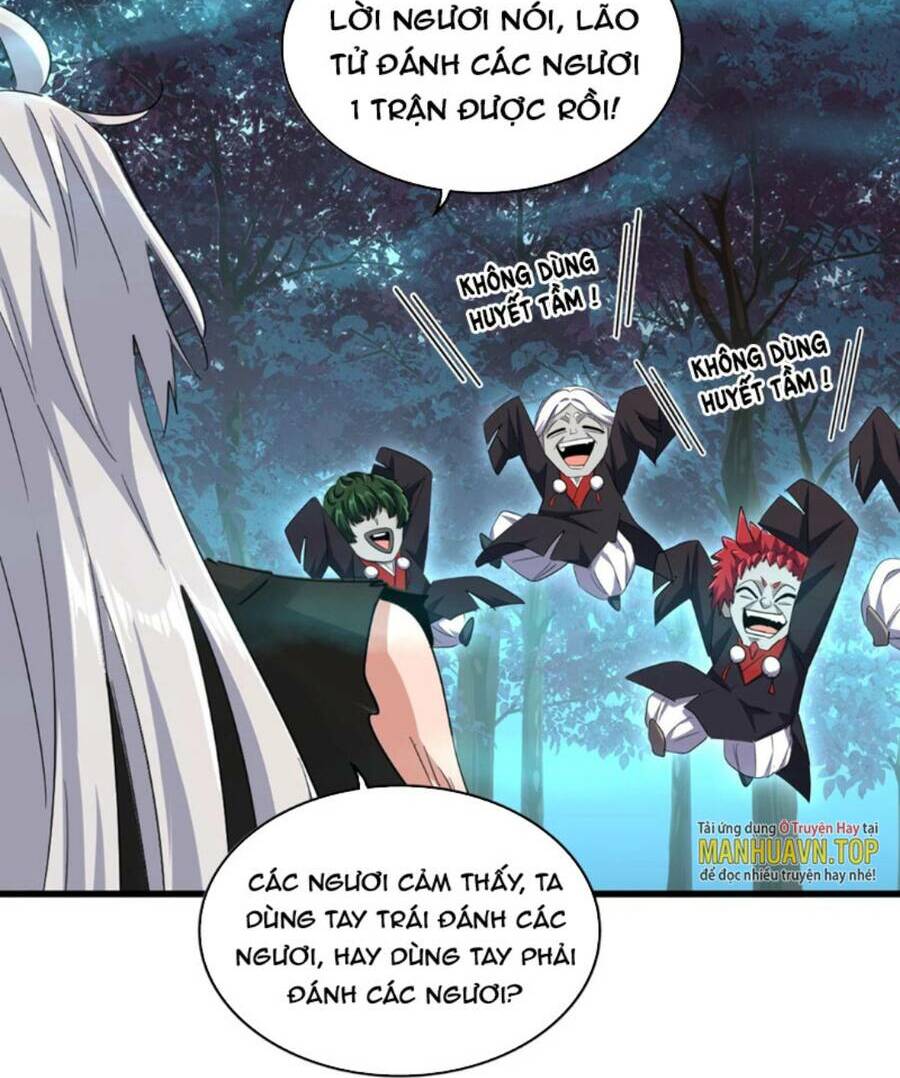 LỜI NGƯƠI NÓI, LÃO
TỬ ĐÁNH CÁC NGƯƠI
1 TRẬN ĐƯỢC RỒI!
KHÔNG DÙNG
HUYẾT TẰM !
KHÔNG DÙNG
HUYẾT TẰM !
Tải ứng dụng Ổ Truyện Hay tại
MANHUAVN.TOP
để đọc nhiều truyện hay nhé!
CÁC NGƯƠI CẢM THẤY, TA
DÙNG TAY TRÁI ĐÁNH CÁC
NGƯƠI, HAY DÙNG TAY PHẢI
ĐÁNH CÁC NGƯƠI?